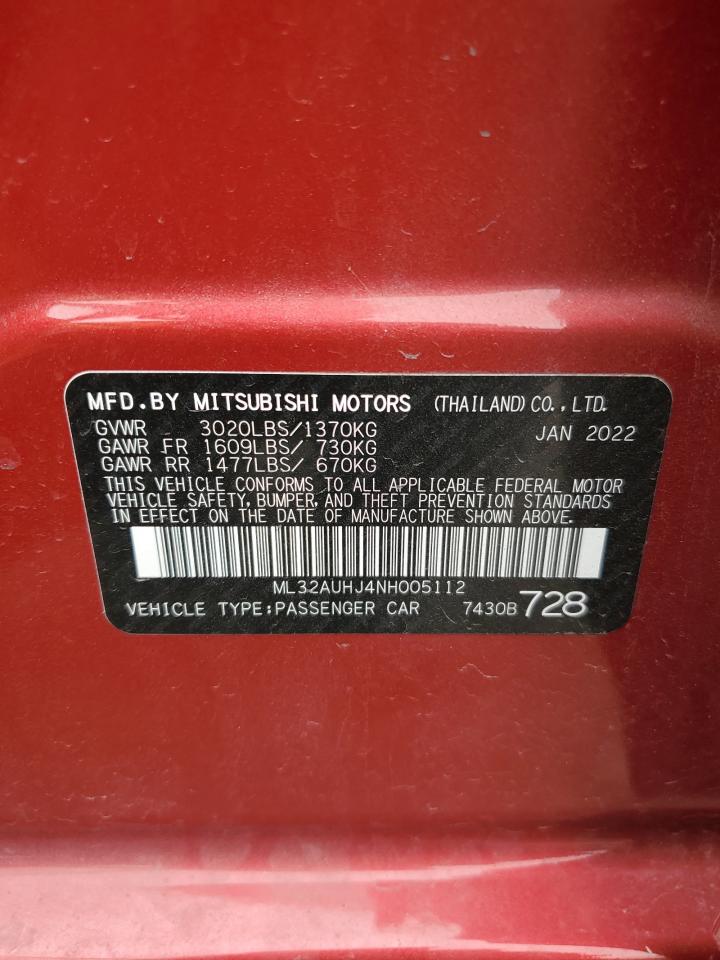 MFD.BY MITSUBISHI MOTORS (THAILAND)CO.,LTD.
GVWR 3020LBS/1370KG JAN 2022
GAWR FR 1609LBS/ 730KG
GAWR RR 1477LBS/ 670KG
THIS VEHICLE CONFORMS TO ALL APPLICABLE FEDERAL MOTOR
VEHICLE SAFETY, BUMPER, AND THEFT PREVENTION STANDARDS
IN EFFECT ON THE DATE OF MANUFACTURE SHOWN ABOVE.
ML32AUHJ4NH005112
VEHICLE TYPE:PASSENGER CAR 7430B 728